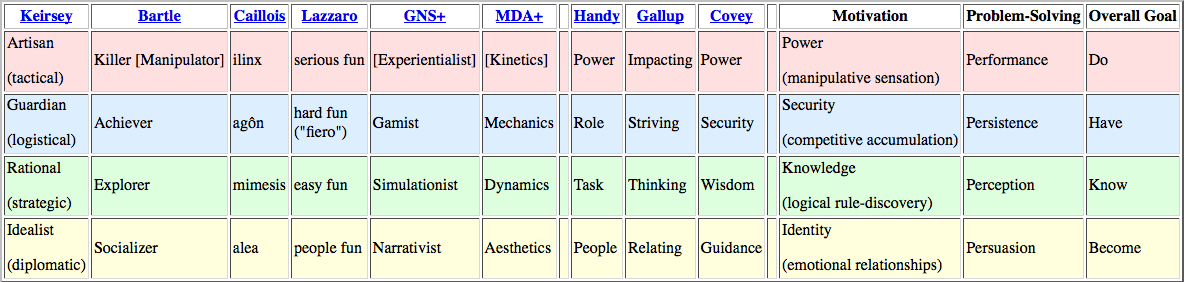 Keirsey Bartle Caillois Lazzaro GNS+ MDA+ Handy Gallup Covey Motivation Problem-Solving Overall Goal
Artisan
(tactical)
Killer [Manipulator] ilinx serious fun [Experientialist] [Kinetics] Power Impacting Power
Power
(manipulative sensation)
Performance Do
Guardian
(logistical)
Achiever agôn
hard fun
("fiero")
Gamist Mechanics Role Striving Security
Security
(competitive accumulation)
Persistence Have
Rational
(strategic)
Explorer mimesis easy fun Simulationist Dynamics Task Thinking Wisdom
Knowledge
(logical rule-discovery)
Perception Know
Idealist
(diplomatic)
Socializer alea people fun Narrativist Aesthetics People Relating Guidance
Identity
(emotional relationships)
Persuasion Become